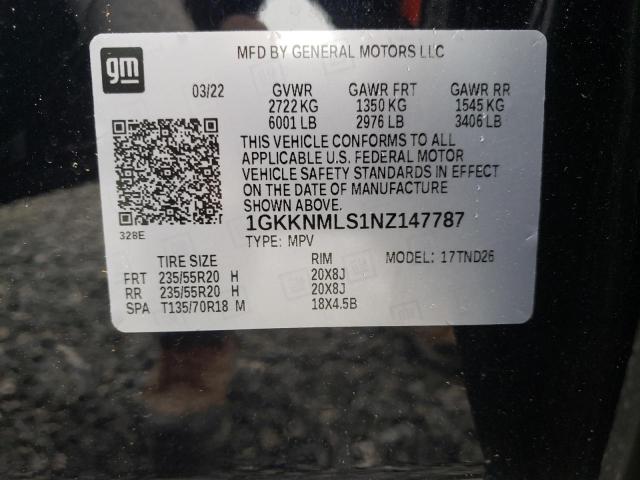 gm
MFD BY GENERAL MOTORS LLC
03/22 GVWR GAWR FRT GAWR RR
2722 KG 1350 KG 1545 KG
6001 LB 2976 LB 3406 LB
THIS VEHICLE CONFORMS TO ALL
APPLICABLE U.S. FEDERAL MOTOR
VEHICLE SAFETY STANDARDS IN EFFECT
ON THE DATE OF MANUFACTURE
SHOWN ABOVE.
328E
1GKKNMLS1NZ147787
TYPE: MPV MODEL: 17TND26
TIRE SIZE RIM
FRT 235/55R20 H 20X8J
RR 235/55R20 H 20X8J
SPA T135/70R18 M 18X4.5B